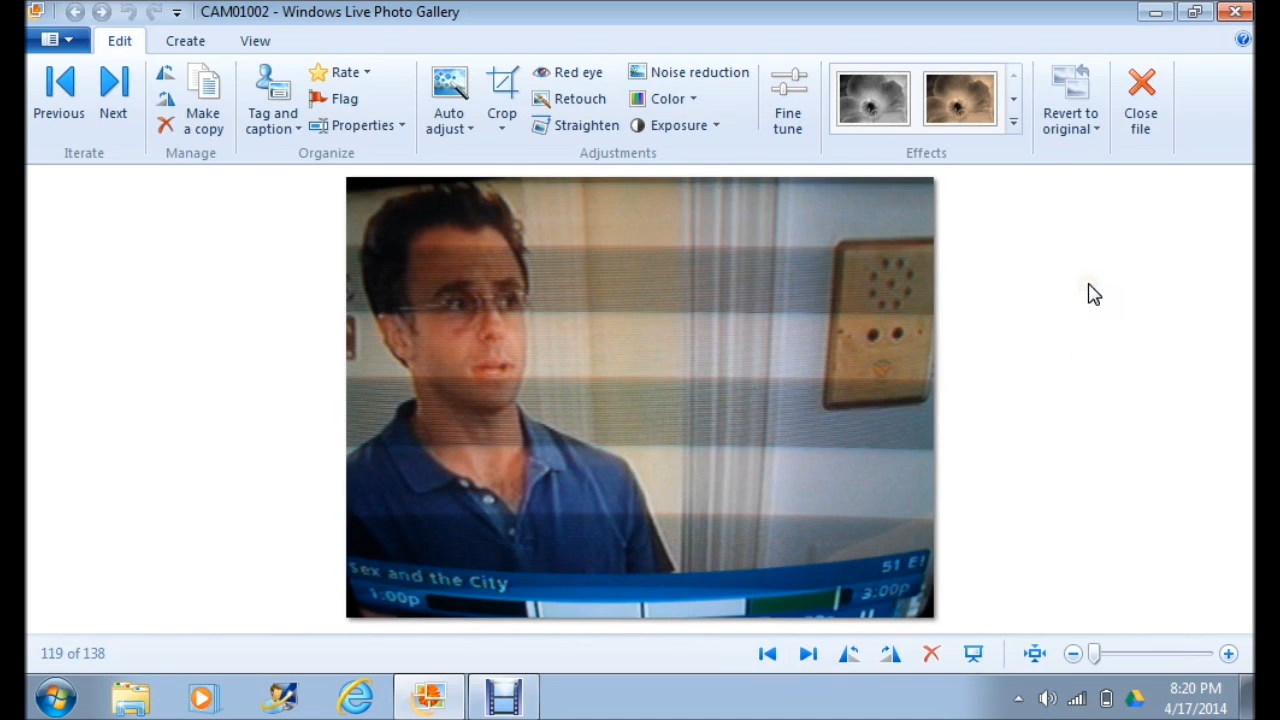 CAM01002 - Windows Live Photo Gallery
Edit
Create
View
Previous
Next
Make
a copy
Tag and
caption
Rate
Flag
Properties
Auto
adjust
Crop
Red eye
Retouch
Straighten
Noise reduction
Color
Exposure
Fine
tune
Revert to
original
Close
file
Iterate
Manage
Organize
Adjustments
Effects
Sex and the City
51 E!
1:00p
3:00p
119 of 138
8:20 PM
4/17/2014